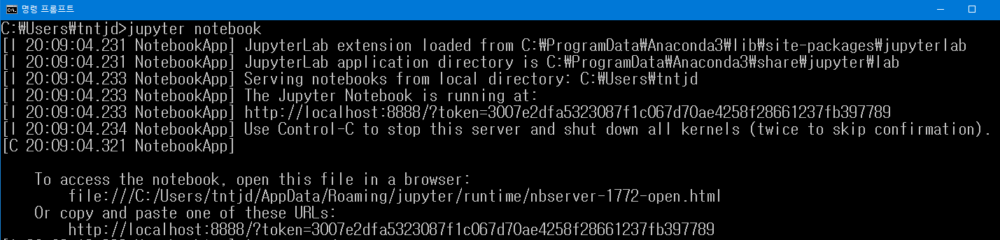 명령 프롬프트
C:₩Users₩tntjd>jupyter notebook
[I 20:09:04.231 NotebookApp] JupyterLab extension loaded from C:₩ProgramData₩Anaconda3₩lib₩site-packages₩jupyterlab
[I 20:09:04.231 NotebookApp] JupyterLab application directory is C:₩ProgramData₩Anaconda3₩share₩jupyter₩lab
[I 20:09:04.233 NotebookApp] Serving notebooks from local directory: C:₩Users₩tntjd
[I 20:09:04.233 NotebookApp] The Jupyter Notebook is running at:
[I 20:09:04.233 NotebookApp] http://localhost:8888/?token=3007e2dfa5323087f1c067d70ae4258f28661237fb397789
[I 20:09:04.234 NotebookApp] Use Control-C to stop this server and shut down all kernels (twice to skip confirmation).
[C 20:09:04.321 NotebookApp]
To access the notebook, open this file in a browser:
file:///C:/Users/tntjd/AppData/Roaming/jupyter/runtime/nbserver-1772-open.html
Or copy and paste one of these URLs:
http://localhost:8888/?token=3007e2dfa5323087f1c067d70ae4258f28661237fb397789